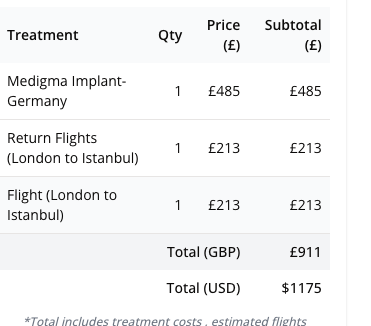 Treatment Qty Price (£) Subtotal (£)
Medigma Implant-
Germany 1 £485 £485
Return Flights
(London to Istanbul) 1 £213 £213
Flight (London to
Istanbul) 1 £213 £213
Total (GBP) £911
Total (USD) $1175
*Total includes treatment costs , estimated flights